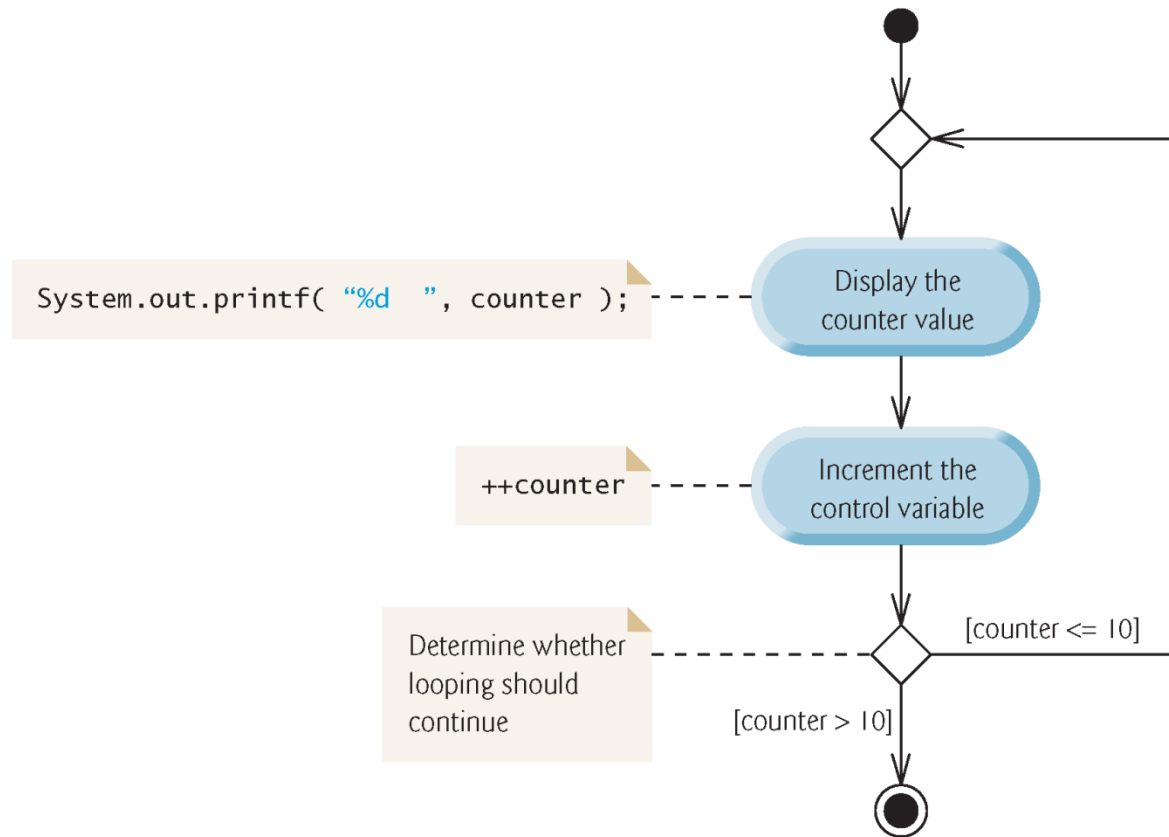 System.out.printf( “%d  ”, counter );
Display the
counter value
++counter
Increment the
control variable
Determine whether
looping should
continue
[counter <= 10]
[counter > 10]